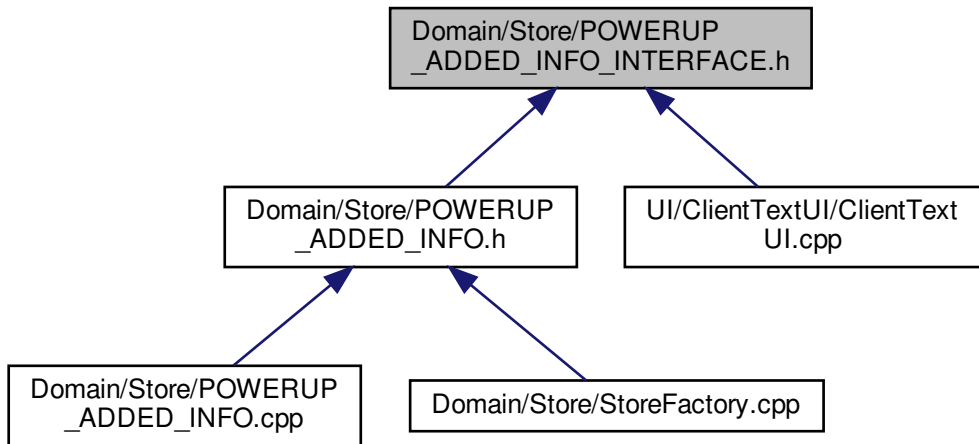 Domain/Store/POWERUP
_ADDED_INFO_INTERFACE.h
Domain/Store/POWERUP
_ADDED_INFO.h
UI/ClientTextUI/ClientText
UI.cpp
Domain/Store/POWERUP
_ADDED_INFO.cpp
Domain/Store/StoreFactory.cpp